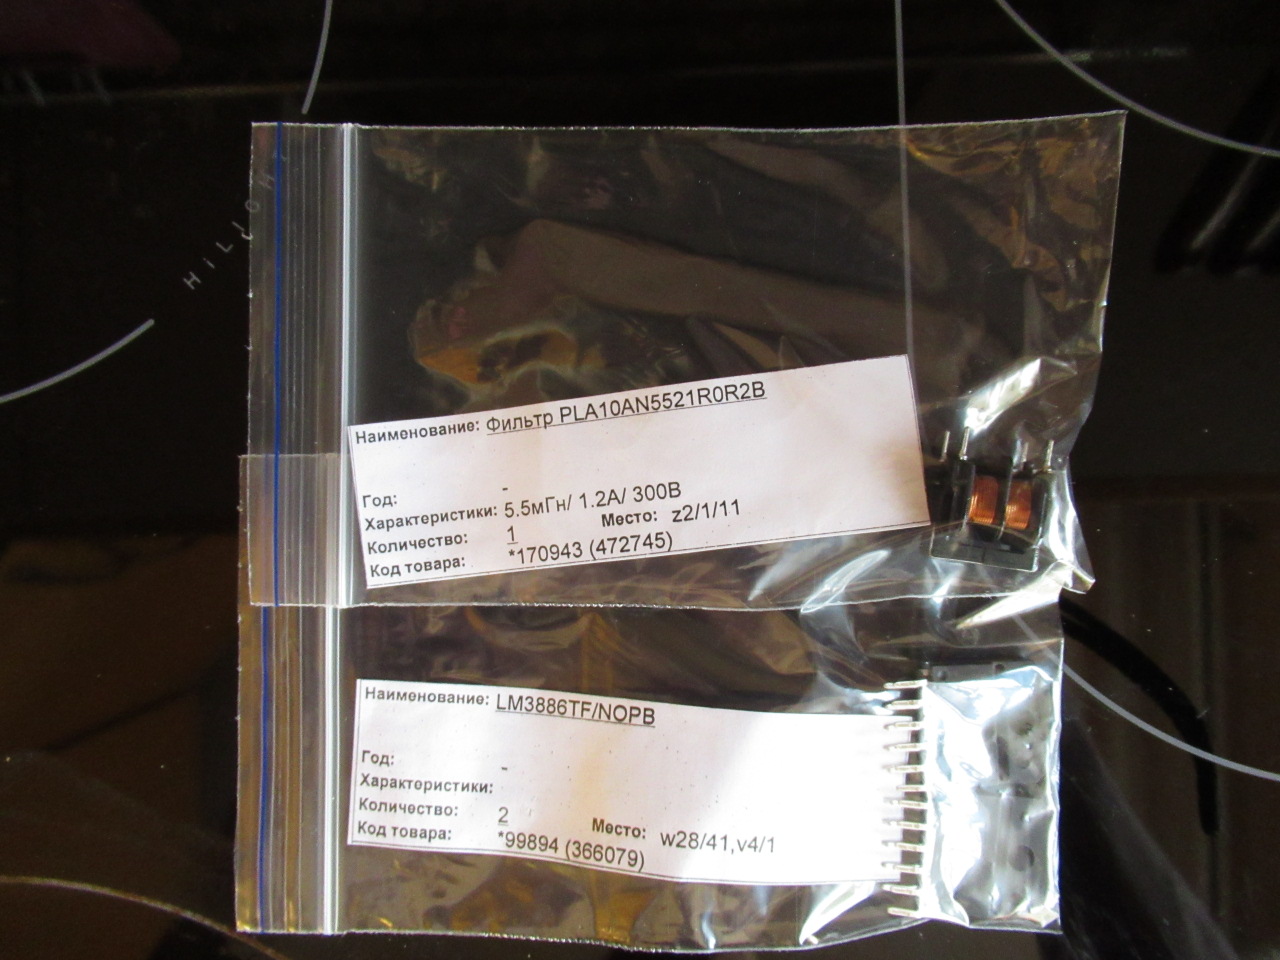 HiLiGH
Наименование: Фильтр PLA10AN5521R0R2B
Год: -
Характеристики: 5.5мГн/ 1.2А/ 300В
Количество: 1 Место: z2/1/11
Код товара: *170943 (472745)
Наименование: LM3886TF/NOPB
Год: -
Характеристики:
Количество: 2 Место: w28/41,v4/1
Код товара: *99894 (366079)